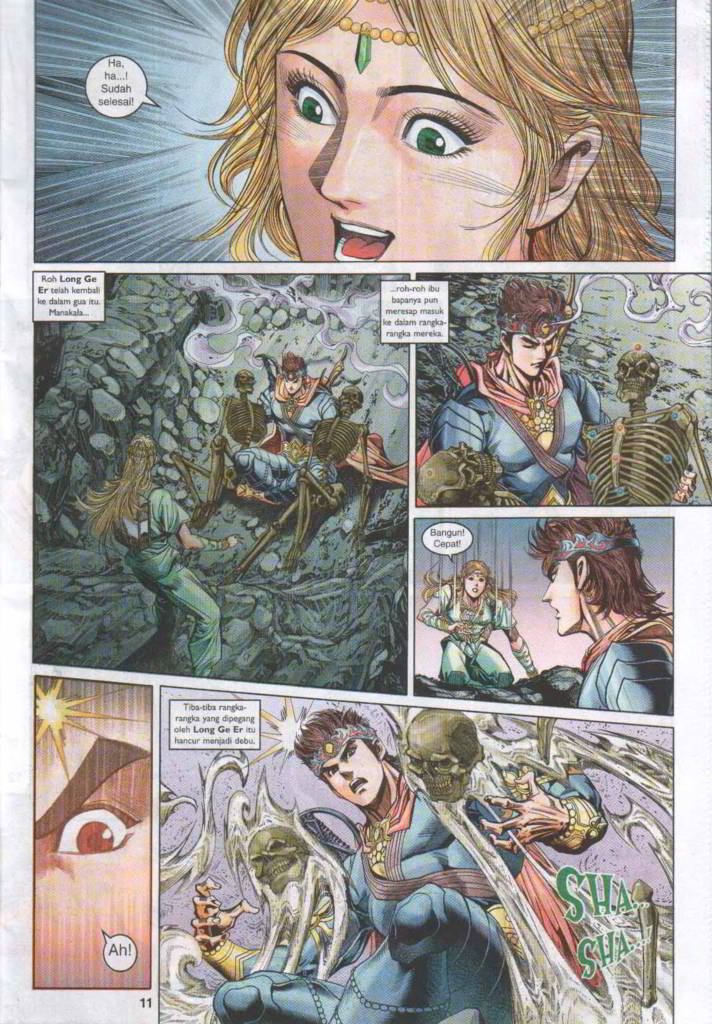 Ha,
ha...!
Sudah
selesai!
Roh Long Ge
Er telah kembali
ke dalam gua itu.
Manakala...
...roh-roh ibu
bapanya pun
meresap masuk
ke dalam rangka-
rangka mereka.
Bangun!
Cepat!
Ah!
Tiba-tiba rangka-
rangka yang dipegang
oleh Long Ge Er itu
hancur menjadi debu.
SHA...
SHA...!
11